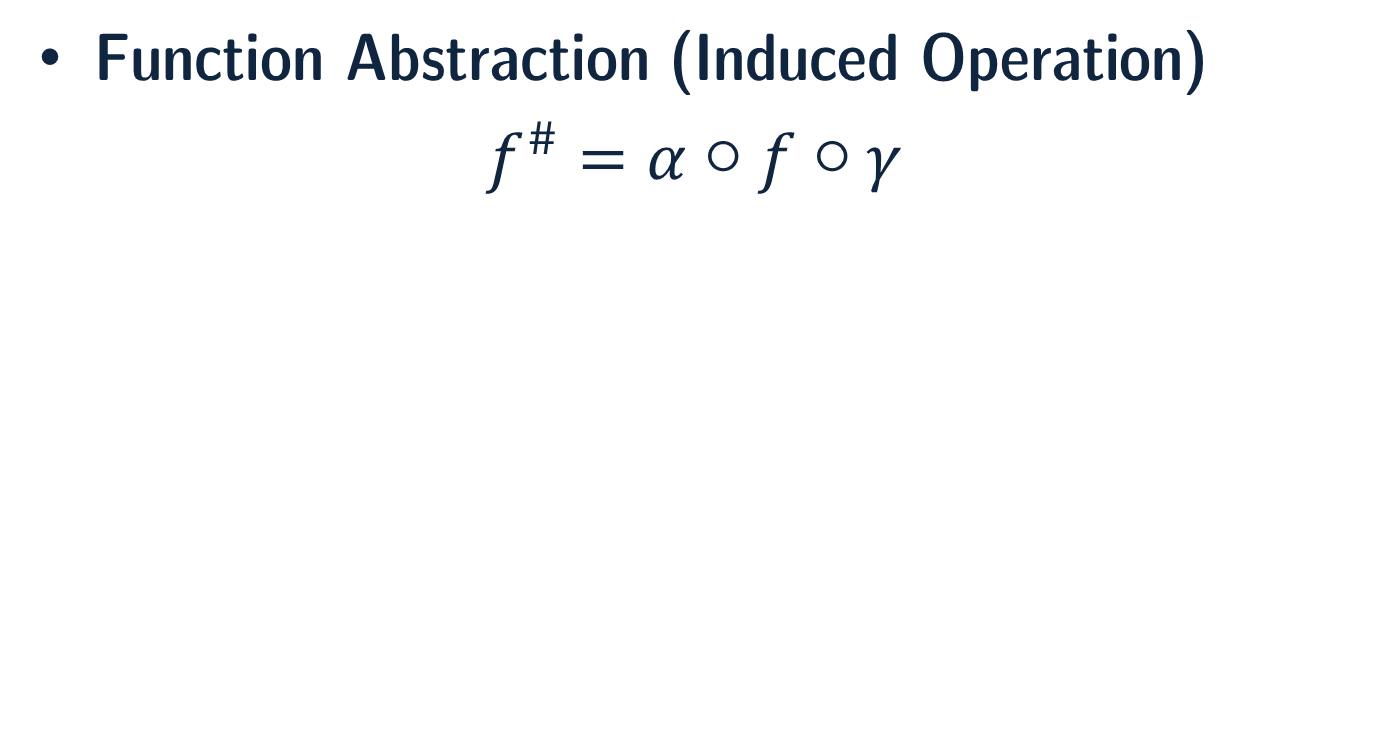 • Function Abstraction (Induced Operation)
𝑓# = 𝛼 ∘ 𝑓 ∘ 𝛾